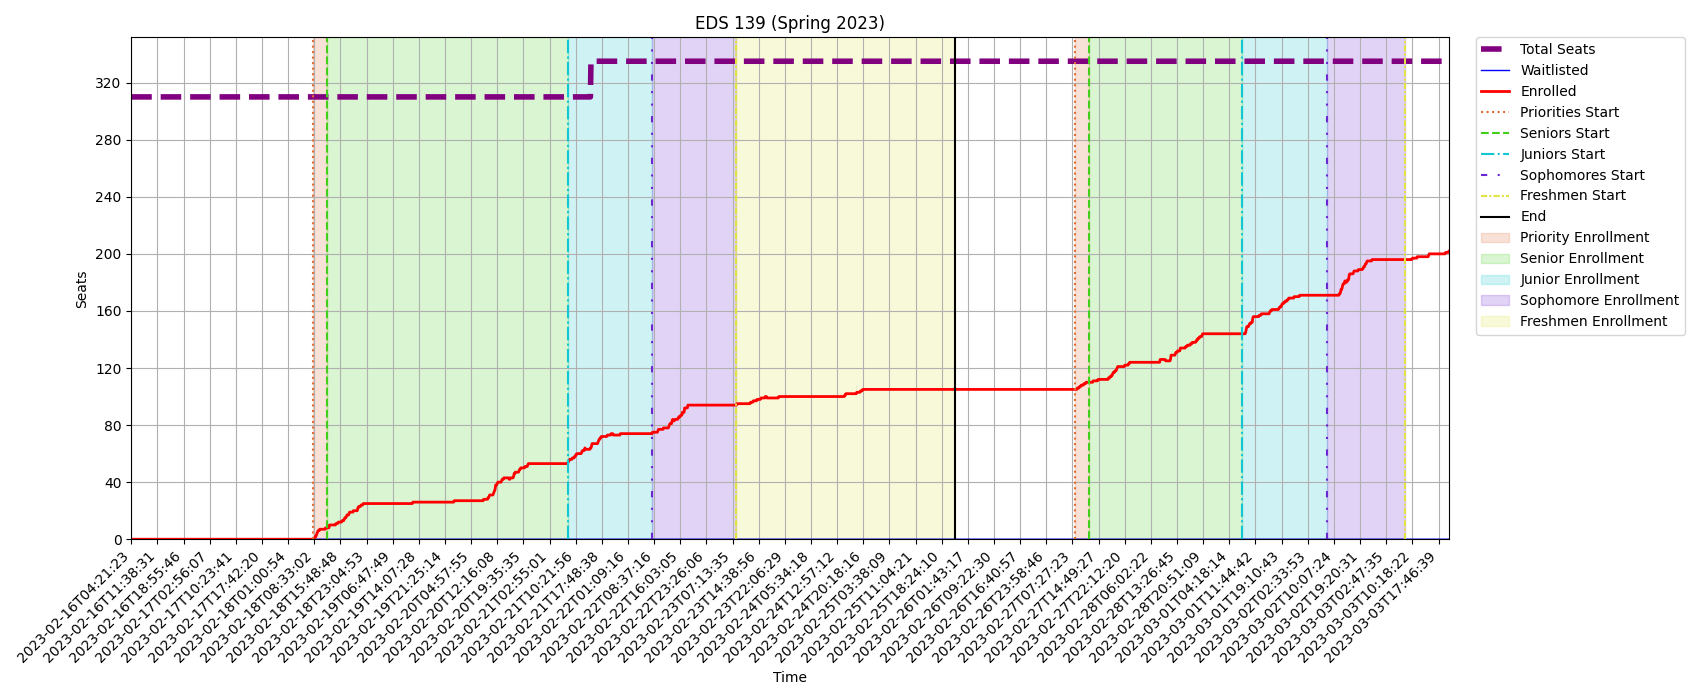 EDS 139 (Spring 2023)
Total Seats
Waitlisted
Enrolled
Priorities Start
Seniors Start
Juniors Start
Sophomores Start
Freshmen Start
End
Priority Enrollment
Senior Enrollment
Junior Enrollment
Sophomore Enrollment
Freshmen Enrollment
Seats
320
280
240
200
160
120
80
40
0
2023-02-16T04:21:23
2023-02-16T11:38:31
2023-02-16T18:55:46
2023-02-17T02:56:07
2023-02-17T10:23:41
2023-02-17T17:42:20
2023-02-18T01:00:54
2023-02-18T08:33:02
2023-02-18T15:48:48
2023-02-18T23:04:53
2023-02-19T06:47:49
2023-02-19T14:07:28
2023-02-19T21:25:14
2023-02-20T04:57:55
2023-02-20T12:16:08
2023-02-20T19:35:35
2023-02-21T02:55:01
2023-02-21T10:21:56
2023-02-21T17:48:38
2023-02-22T01:09:16
2023-02-22T08:37:16
2023-02-22T16:03:05
2023-02-22T23:26:06
2023-02-23T07:13:35
2023-02-23T14:38:56
2023-02-23T22:06:29
2023-02-24T05:34:18
2023-02-24T12:57:12
2023-02-24T20:18:16
2023-02-25T03:38:09
2023-02-25T11:04:21
2023-02-25T18:24:10
2023-02-26T01:43:17
2023-02-26T09:22:30
2023-02-26T16:40:57
2023-02-26T23:58:46
2023-02-27T07:27:23
2023-02-27T14:49:27
2023-02-27T22:12:20
2023-02-28T06:02:22
2023-02-28T13:26:45
2023-02-28T20:51:09
2023-03-01T04:18:14
2023-03-01T11:44:42
2023-03-01T19:10:43
2023-03-02T02:33:53
2023-03-02T10:07:24
2023-03-02T19:20:31
2023-03-03T02:47:35
2023-03-03T10:18:22
2023-03-03T17:46:39
Time